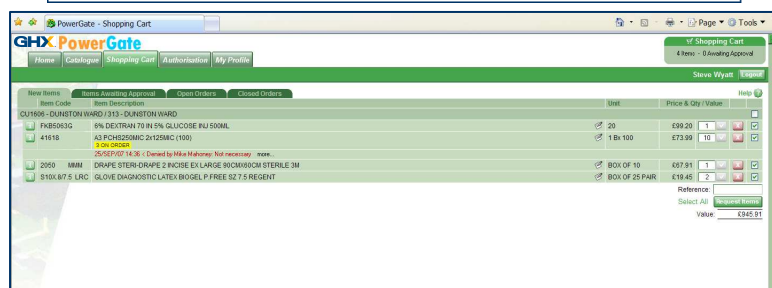 PowerGate - Shopping Cart
Page Tools
GHX PowerGate
Shopping Cart
4 Items - 0 Awaiting Approval
Home Catalogue Shopping Cart Authorisation My Profile
Steve Wyatt Logout
New Items Items Awaiting Approval Open Orders Closed Orders Help
Item Code Item Description Unit Price & Qty / Value
CU1606 - DUNSTON WARD / 313 - DUNSTON WARD
FKB5063G 6% DEXTRAN 70 IN 5% GLUCOSE INJ 500ML 20 £99.20 1
41618 A3 PCHS250MIC 2x125MIC (100) 1 Bx 100 £73.99 10
3 ON ORDER
25/SEP/07 14:36 < Denied by Mike Mahoney: Not necessary more...
2050 MMM DRAPE STERI-DRAPE 2 INCISE EX LARGE 90CMX60CM STERILE 3M BOX OF 10 £67.91 1
S10X.8/7.5 LRC GLOVE DIAGNOSTIC LATEX BIOGEL P.FREE SZ 7.5 REGENT BOX OF 25 PAIR £19.45 2
Reference:
Select All Request Items
Value: £945.91